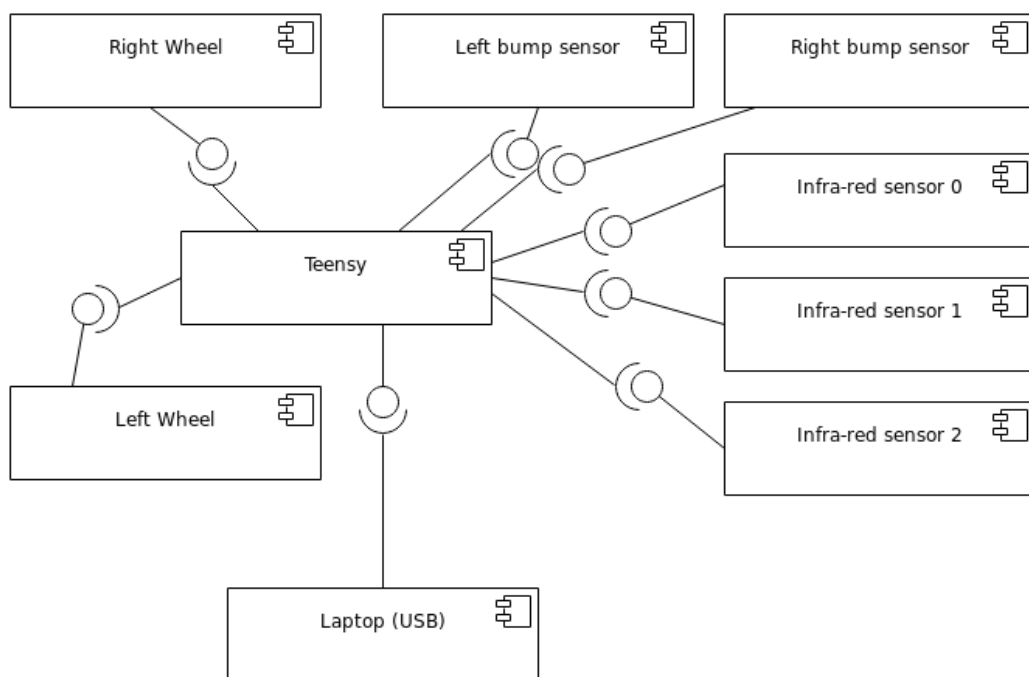 Right Wheel
Left bump sensor
Right bump sensor
Infra-red sensor 0
Teensy
Infra-red sensor 1
Left Wheel
Infra-red sensor 2
Laptop (USB)